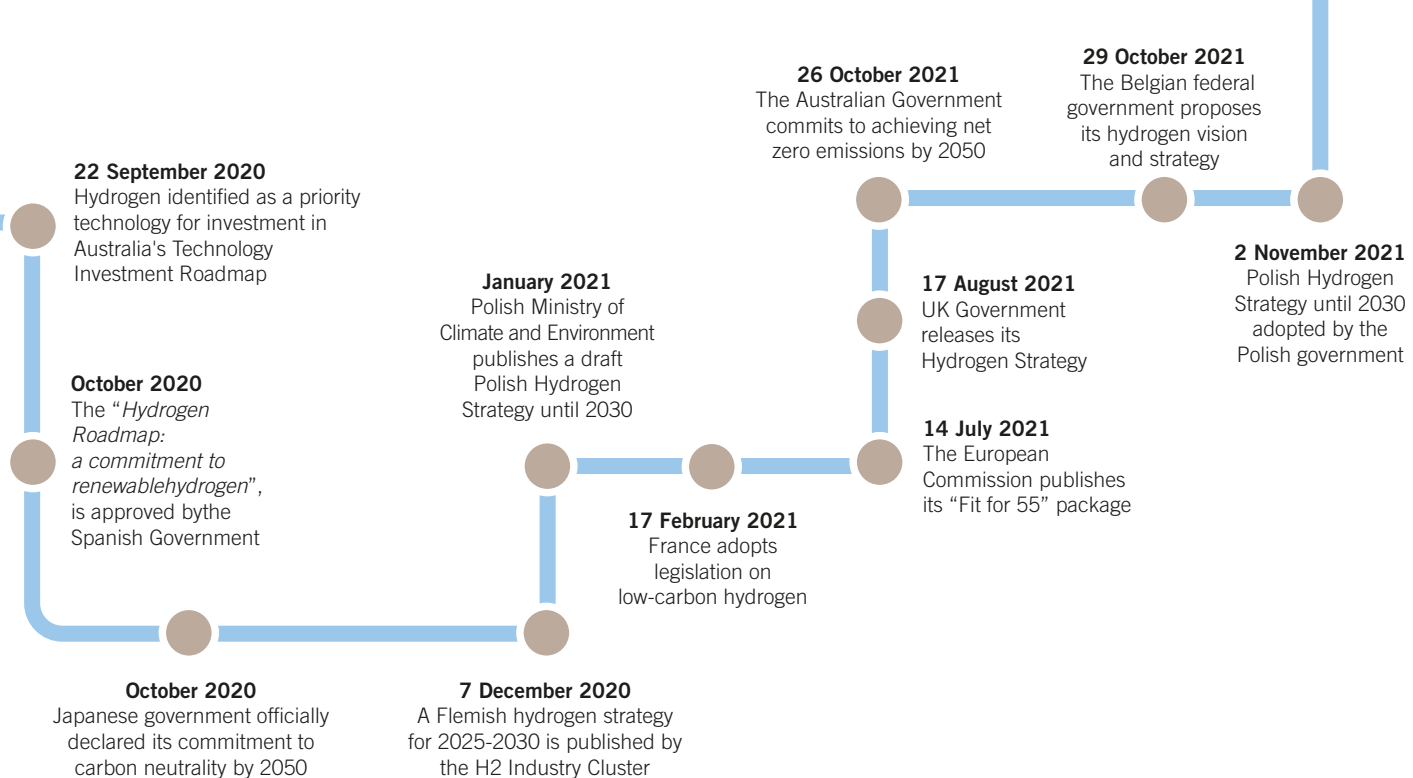 22 September 2020
Hydrogen identified as a priority
technology for investment in
Australia's Technology
Investment Roadmap
October 2020
The “Hydrogen
Roadmap:
a commitment to
renewablehydrogen”,
is approved bythe
Spanish Government
October 2020
Japanese government officially
declared its commitment to
carbon neutrality by 2050
7 December 2020
A Flemish hydrogen strategy
for 2025-2030 is published by
the H2 Industry Cluster
January 2021
Polish Ministry of
Climate and Environment
publishes a draft
Polish Hydrogen
Strategy until 2030
17 February 2021
France adopts
legislation on
low-carbon hydrogen
14 July 2021
The European
Commission publishes
its “Fit for 55” package
17 August 2021
UK Government
releases its
Hydrogen Strategy
26 October 2021
The Australian Government
commits to achieving net
zero emissions by 2050
29 October 2021
The Belgian federal
government proposes
its hydrogen vision
and strategy
2 November 2021
Polish Hydrogen
Strategy until 2030
adopted by the
Polish government